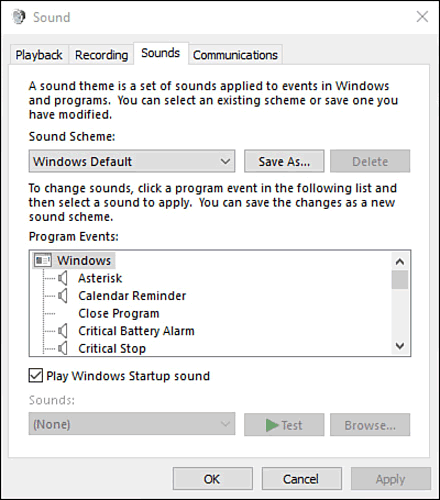 Sound
Playback Recording Sounds Communications
A sound theme is a set of sounds applied to events in Windows
and programs. You can select an existing scheme or save one you
have modified.
Sound Scheme:
Windows Default Save As... Delete
To change sounds, click a program event in the following list and
then select a sound to apply. You can save the changes as a new
sound scheme.
Program Events:
Windows
Asterisk
Calendar Reminder
Close Program
Critical Battery Alarm
Critical Stop
Play Windows Startup sound
Sounds:
(None) Test Browse...
OK Cancel Apply